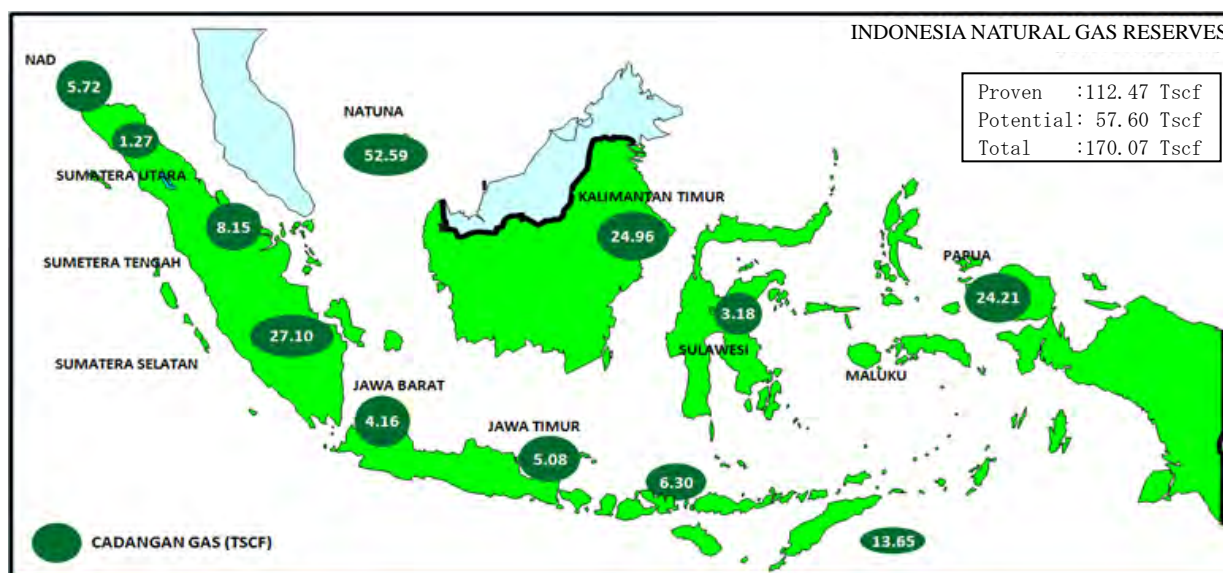 INDONESIA NATURAL GAS RESERVES
NAD
5.72
Proven :112.47 Tscf
Potential: 57.60 Tscf
Total :170.07 Tscf
NATUNA
52.59
1.27
SUMATERA UTARA
KALIMANTAN TIMUR
24.96
8.15
SUMETERA TENGAH
PAPUA
24.21
3.18
SULAWESI
27.10
SUMATERA SELATAN
MALUKU
JAWA BARAT
4.16
JAWA TIMUR
5.08
6.30
13.65
CADANGAN GAS (TSCF)